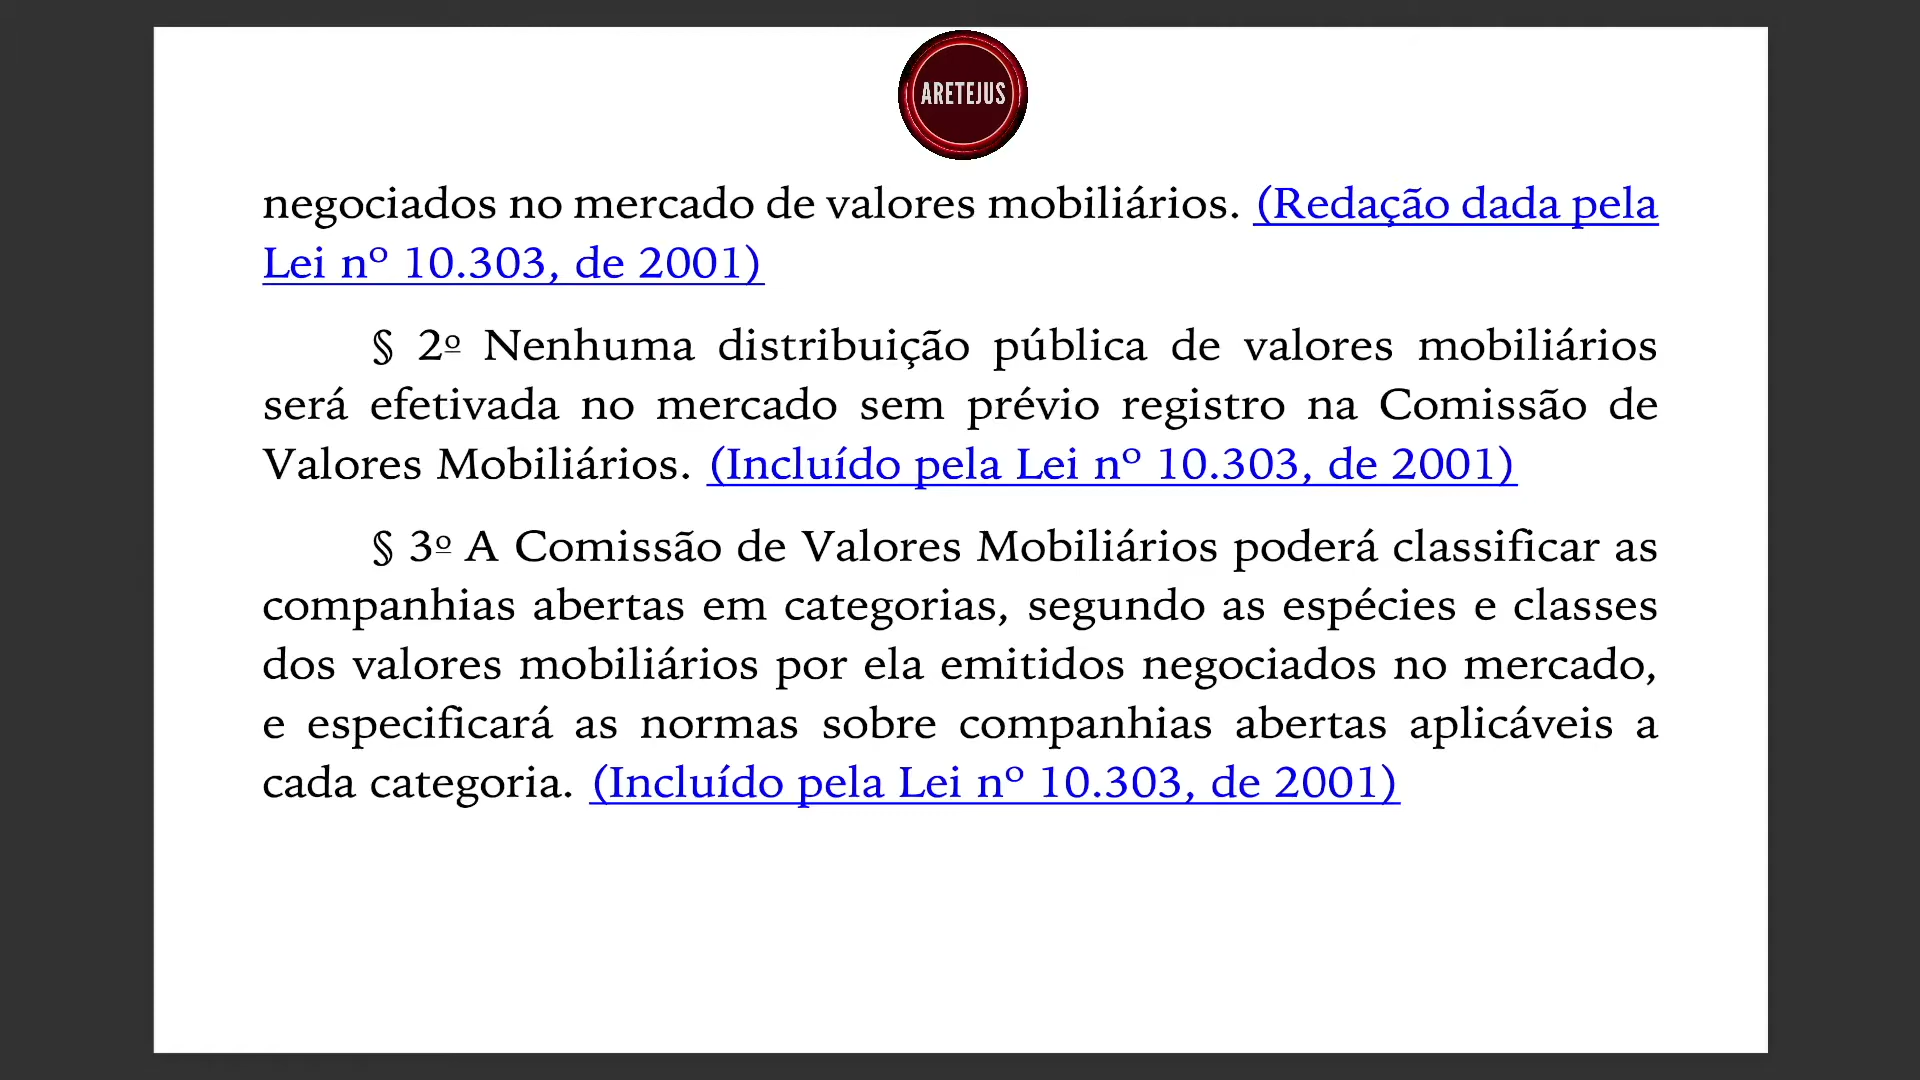 ARETEJUS
negociados no mercado de valores mobiliários. (Redação dada pela
Lei nº 10.303, de 2001)
§ 2º Nenhuma distribuição pública de valores mobiliários
será efetivada no mercado sem prévio registro na Comissão de
Valores Mobiliários. (Incluído pela Lei nº 10.303, de 2001)
§ 3º A Comissão de Valores Mobiliários poderá classificar as
companhias abertas em categorias, segundo as espécies e classes
dos valores mobiliários por ela emitidos negociados no mercado,
e especificará as normas sobre companhias abertas aplicáveis a
cada categoria. (Incluído pela Lei nº 10.303, de 2001)